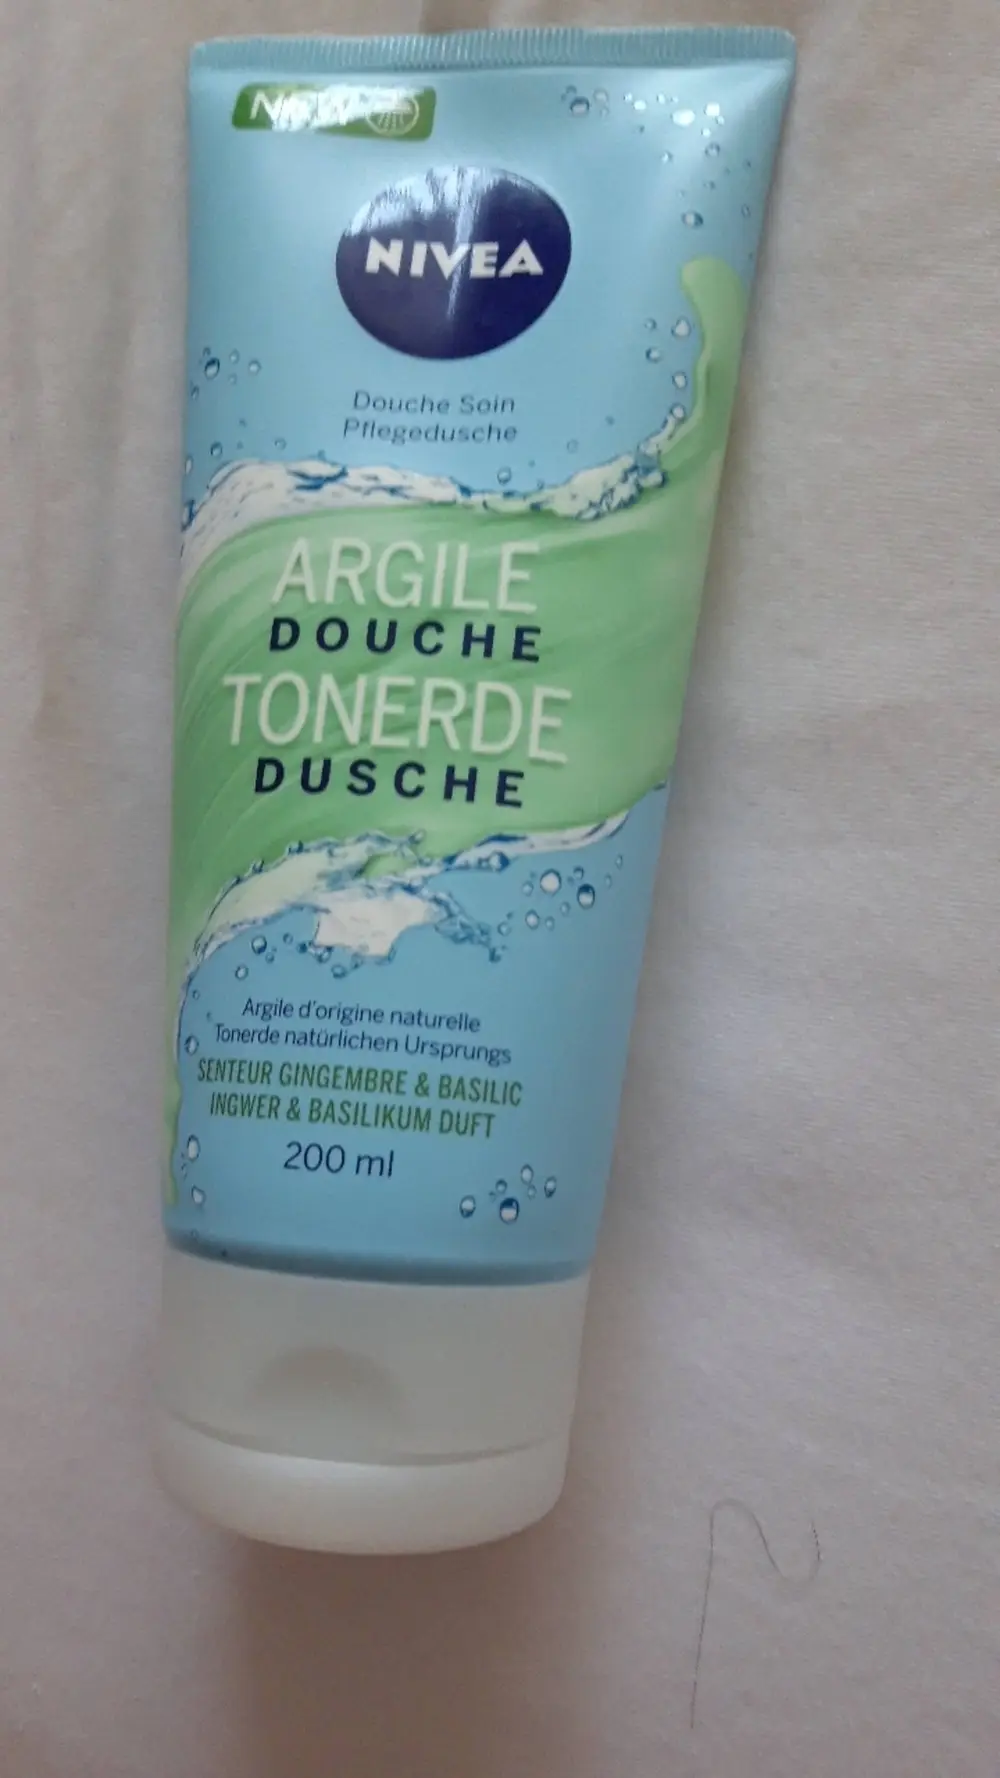 NEW
NIVEA
Douche Soin
Pflegedusche
ARGILE
DOUCHE
TONERDE
DUSCHE
Argile d'origine naturelle
Tonerde natürlichen Ursprungs
SENTEUR GINGEMBRE & BASILIC
INGWER & BASILIKUM DUFT
200 ml